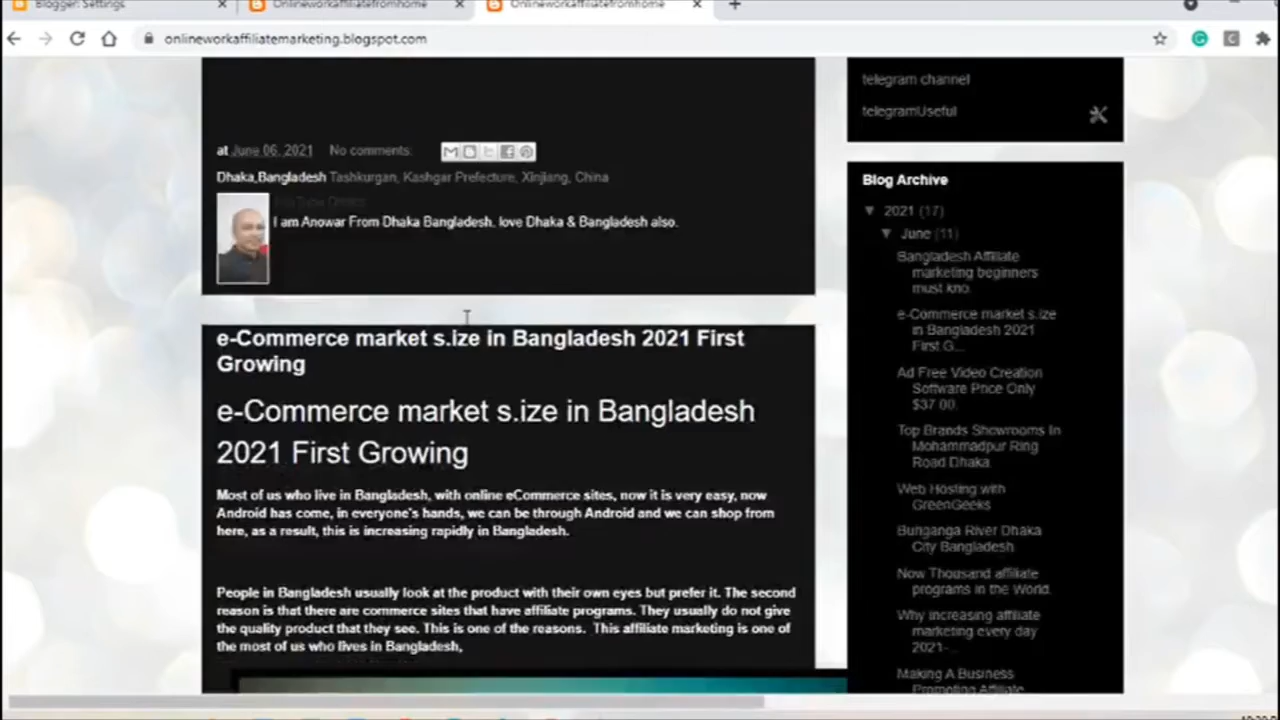 Blogger: Settings
Onlineworkaffiliatefromhome
Onlineworkaffiliatefromhome
onlineworkaffiliatemarketing.blogspot.com
at June 06, 2021 No comments:
Dhaka,Bangladesh Tashkurgan, Kashgar Prefecture, Xinjiang, China
I am Anowar From Dhaka Bangladesh. love Dhaka & Bangladesh also.
e-Commerce market s.ize in Bangladesh 2021 First
Growing
e-Commerce market s.ize in Bangladesh
2021 First Growing
Most of us who live in Bangladesh, with online eCommerce sites, now it is very easy, now
Android has come, in everyone's hands, we can be through Android and we can shop from
here, as a result, this is increasing rapidly in Bangladesh.
People in Bangladesh usually look at the product with their own eyes but prefer it. The second
reason is that there are commerce sites that have affiliate programs. They usually do not give
the quality product that they see. This is one of the reasons. This affiliate marketing is one of
the most of us who lives in Bangladesh,
telegram channel
telegramUseful
Blog Archive
▼ 2021 (17)
▼ June (11)
Bangladesh Affiliate
marketing beginners
must kno.
e-Commerce market s.ize
in Bangladesh 2021
First G...
Ad Free Video Creation
Software Price Only
$37.00.
Top Brands Showrooms In
Mohammadpur Ring
Road Dhaka
Web Hosting with
GreenGeeks
Buriganga River Dhaka
City Bangladesh
Now Thousand affiliate
programs in the World.
Why increasing affiliate
marketing every day
2021-.
Making A Business
Promoting Affiliate